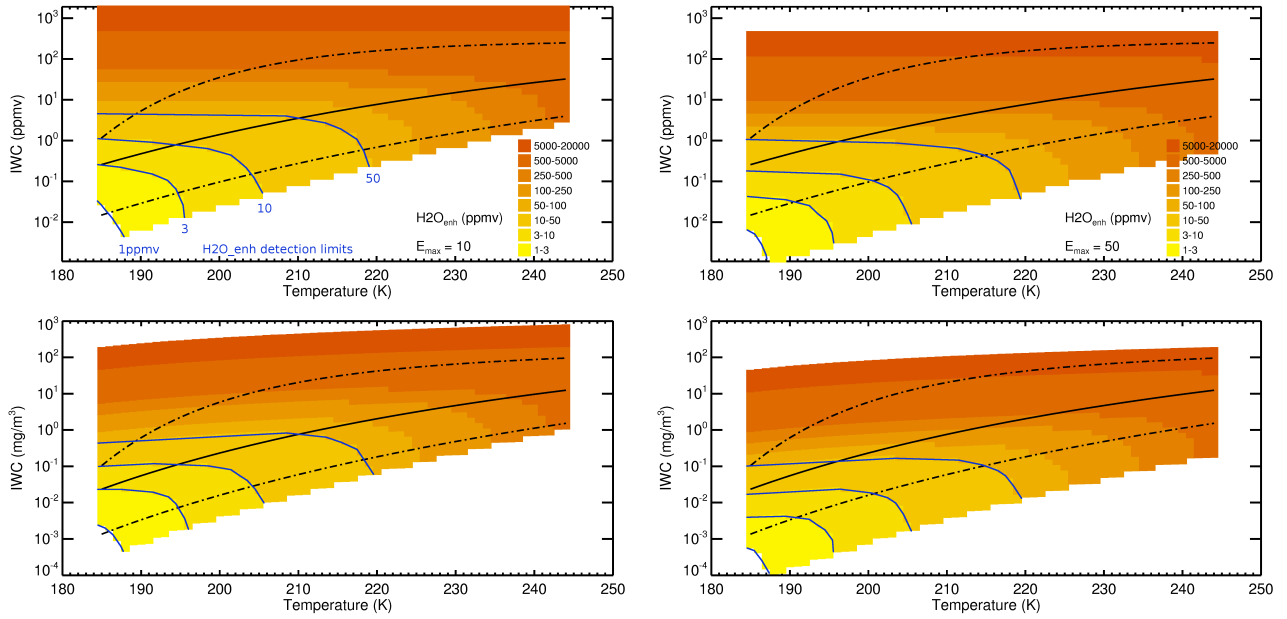 10³
10²
10¹
10⁰
10⁻¹
10⁻²
IWC (ppmv)
50
10
3
1ppmv
H2O_enh detection limits
H2Oenh (ppmv)
Emax = 10
5000-20000
500-5000
250-500
100-250
50-100
10-50
3-10
1-3
180 190 200 210 220 230 240 250
Temperature (K)
10³
10²
10¹
10⁰
10⁻¹
10⁻²
IWC (ppmv)
H2Oenh (ppmv)
Emax = 50
5000-20000
500-5000
250-500
100-250
50-100
10-50
3-10
1-3
180 190 200 210 220 230 240 250
Temperature (K)
10³
10²
10¹
10⁰
10⁻¹
10⁻²
10⁻³
10⁻⁴
IWC (mg/m³)
180 190 200 210 220 230 240 250
Temperature (K)
10³
10²
10¹
10⁰
10⁻¹
10⁻²
10⁻³
10⁻⁴
IWC (mg/m³)
180 190 200 210 220 230 240 250
Temperature (K)